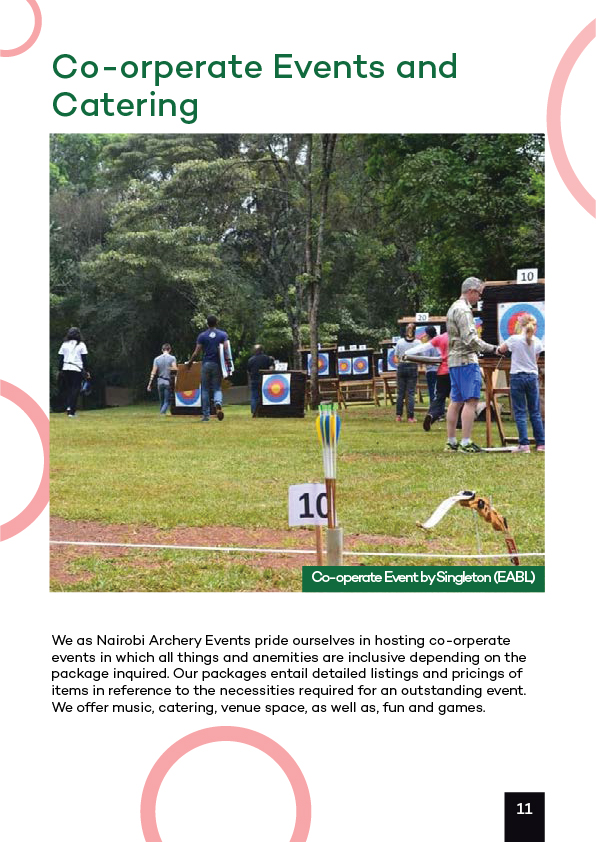 Co-orperate Events and
Catering
10
20
10
Co-operate Event by Singleton (EABL)
We as Nairobi Archery Events pride ourselves in hosting co-orperate
events in which all things and anemities are inclusive depending on the
package inquired. Our packages entail detailed listings and pricings of
items in reference to the necessities required for an outstanding event.
We offer music, catering, venue space, as well as, fun and games.
11